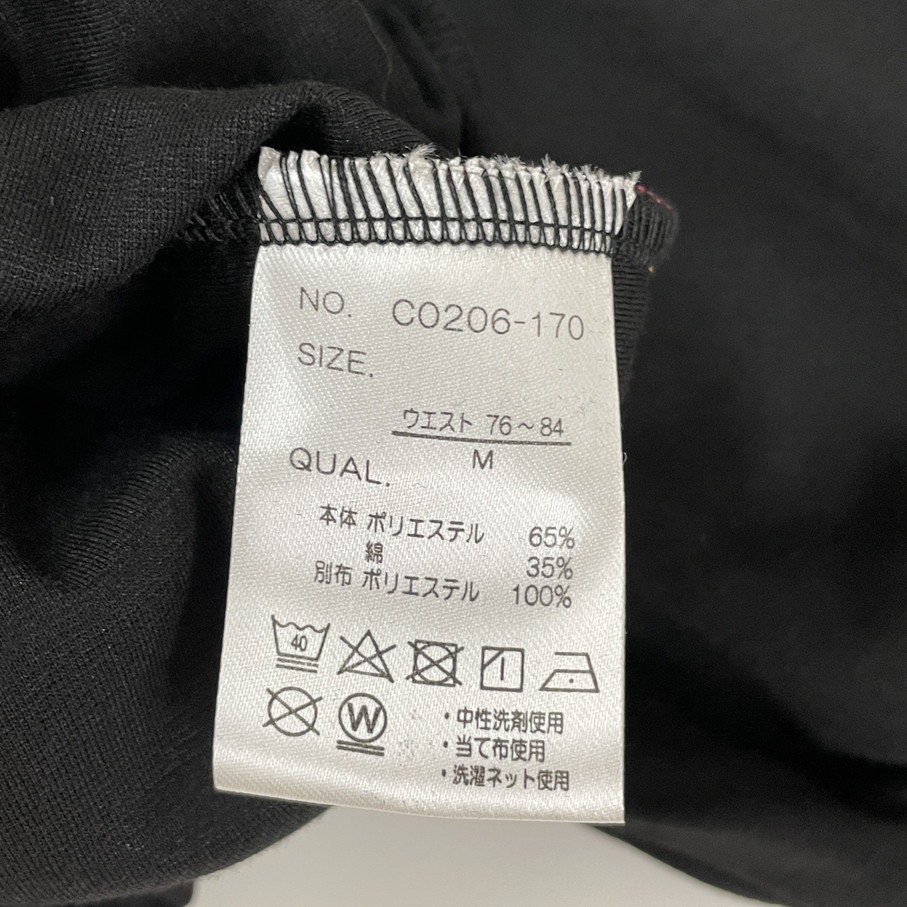 NO. C0206-170
SIZE.
ウエスト 76～84
M
QUAL.
本体 ポリエステル 65%
綿 35%
別布 ポリエステル 100%
40
W
・中性洗剤使用
・当て布使用
・洗濯ネット使用